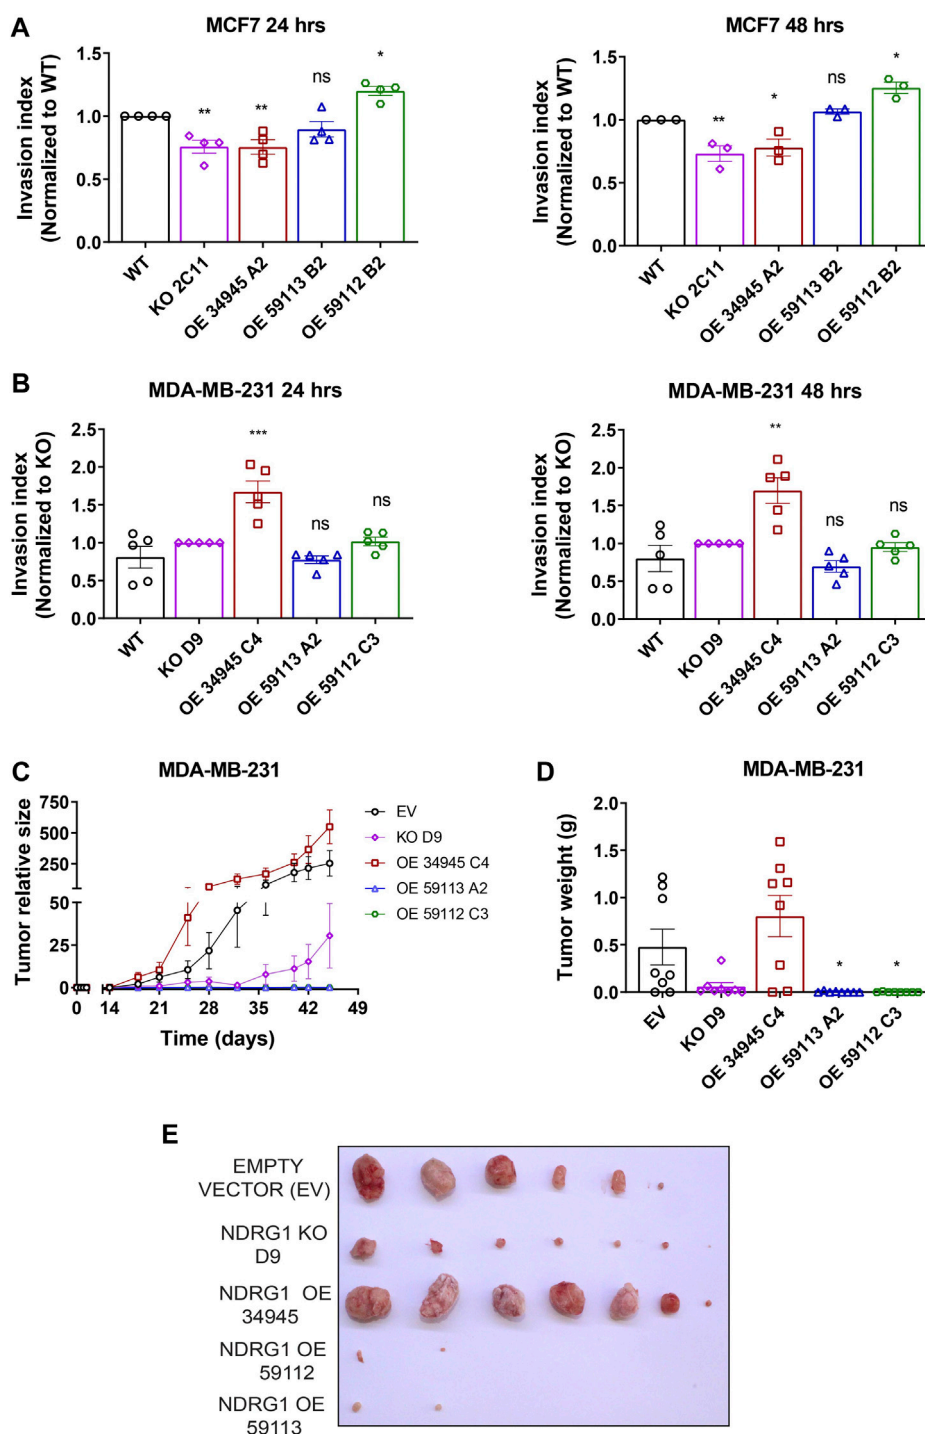 A
MCF7 24 hrs
Invasion index
(Normalized to WT)
1.5
1.0
0.5
0.0
**
**
ns
*
WT
KO 2C11
OE 34945 A2
OE 59113 B2
OE 59112 B2
MCF7 48 hrs
Invasion index
(Normalized to WT)
1.5
1.0
0.5
0.0
**
*
ns
*
WT
KO 2C11
OE 34945 A2
OE 59113 B2
OE 59112 B2
B
MDA-MB-231 24 hrs
Invasion index
(Normalized to KO)
2.5
2.0
1.5
1.0
0.5
0.0
***
ns
ns
WT
KO D9
OE 34945 C4
OE 59113 A2
OE 59112 C3
MDA-MB-231 48 hrs
Invasion index
(Normalized to KO)
2.5
2.0
1.5
1.0
0.5
0.0
**
ns
ns
WT
KO D9
OE 34945 C4
OE 59113 A2
OE 59112 C3
C
MDA-MB-231
Tumor relative size
750
500
250
50
25
0
0 14 21 28 35 42 49
Time (days)
EV
KO D9
OE 34945 C4
OE 59113 A2
OE 59112 C3
D
MDA-MB-231
Tumor weight (g)
2.0
1.5
1.0
0.5
0.0
*
*
EV
KO D9
OE 34945 C4
OE 59113 A2
OE 59112 C3
E
EMPTY
VECTOR (EV)
NDRG1 KO
D9
NDRG1 OE
34945
NDRG1 OE
59112
NDRG1 OE
59113